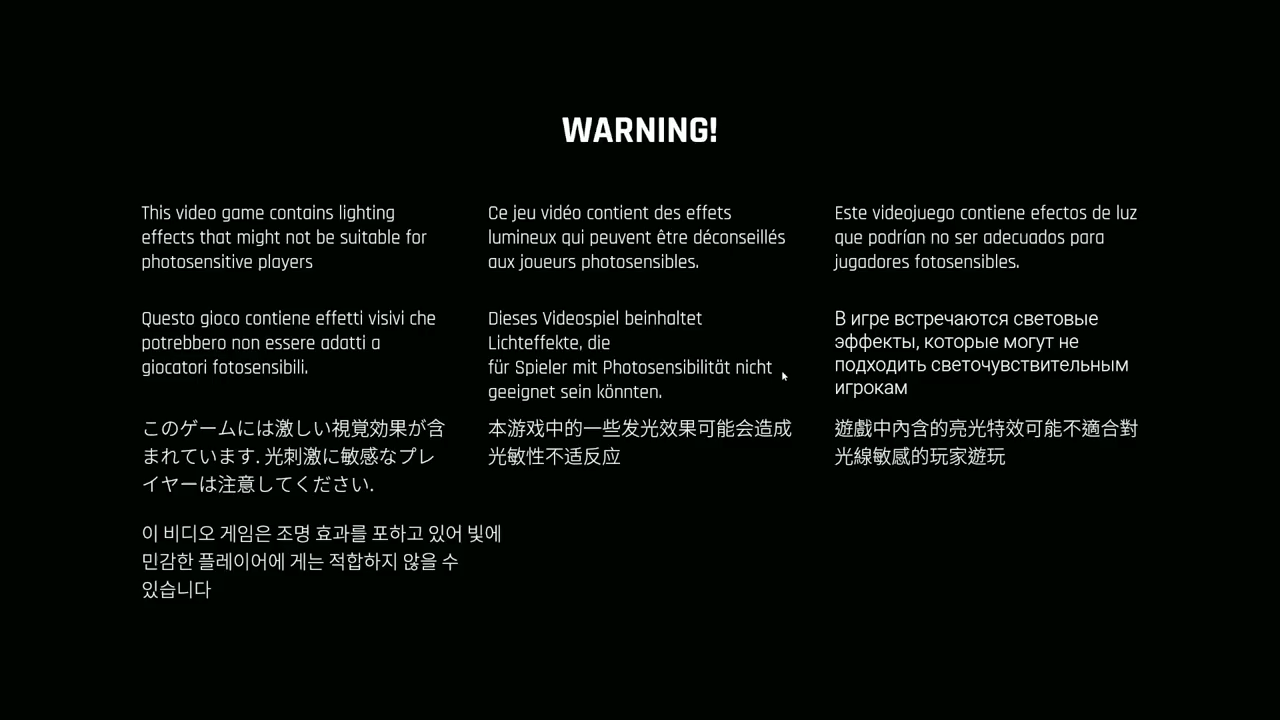 WARNING!
This video game contains lighting
effects that might not be suitable for
photosensitive players
Ce jeu vidéo contient des effets
lumineux qui peuvent être déconseillés
aux joueurs photosensibles.
Este videojuego contiene efectos de luz
que podrían no ser adecuados para
jugadores fotosensibles.
Questo gioco contiene effetti visivi che
potrebbero non essere adatti a
giocatori fotosensibili.
Dieses Videospiel beinhaltet
Lichteffekte, die
für Spieler mit Photosensibilität nicht
geeignet sein könnten.
В игре встречаются световые
эффекты, которые могут не
подходить светочувствительным
игрокам
このゲームには激しい視覚効果が含
まれています. 光刺激に敏感なプレ
イヤーは注意してください.
本游戏中的一些发光效果可能会造成
光敏性不适反应
遊戲中內含的亮光特效可能不適合對
光線敏感的玩家遊玩
이 비디오 게임은 조명 효과를 포하고 있어 빛에
민감한 플레이어에 게는 적합하지 않을 수
있습니다